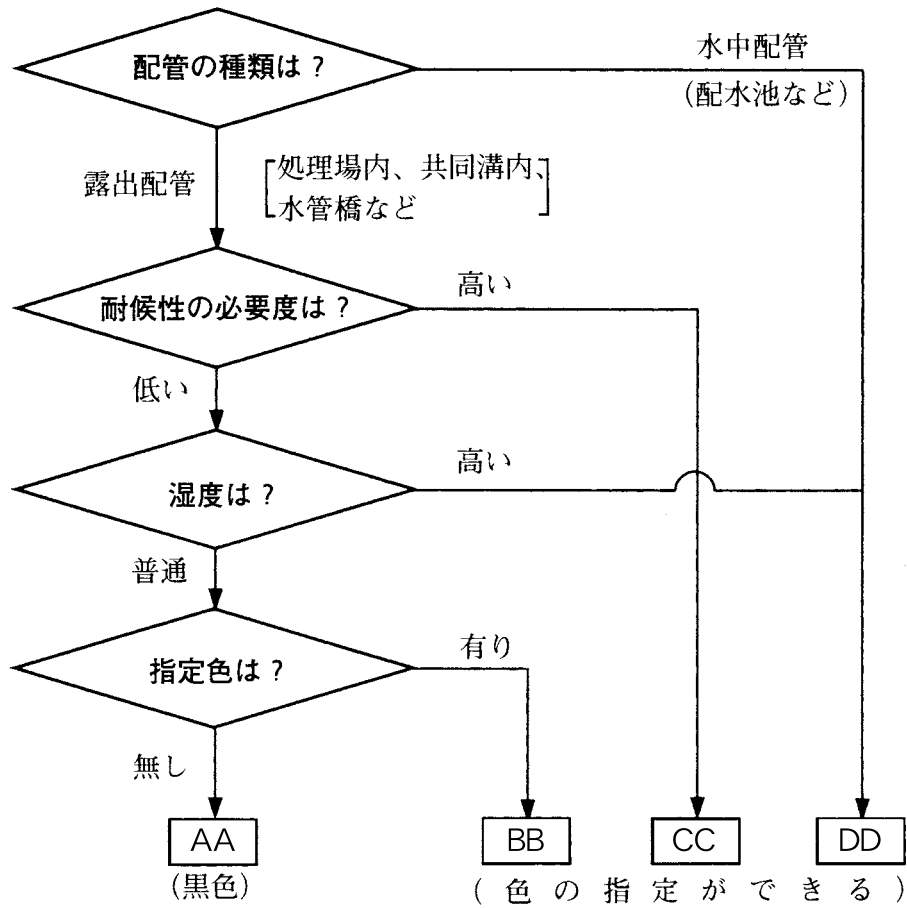 配管の種類は？
水中配管
(配水池など)
露出配管
処理場内、共同溝内、
水管橋など
耐候性の必要度は？
高い
低い
湿度は？
高い
普通
指定色は？
有り
無し
AA
BB
CC
DD
(黒色)
(色の指定ができる)